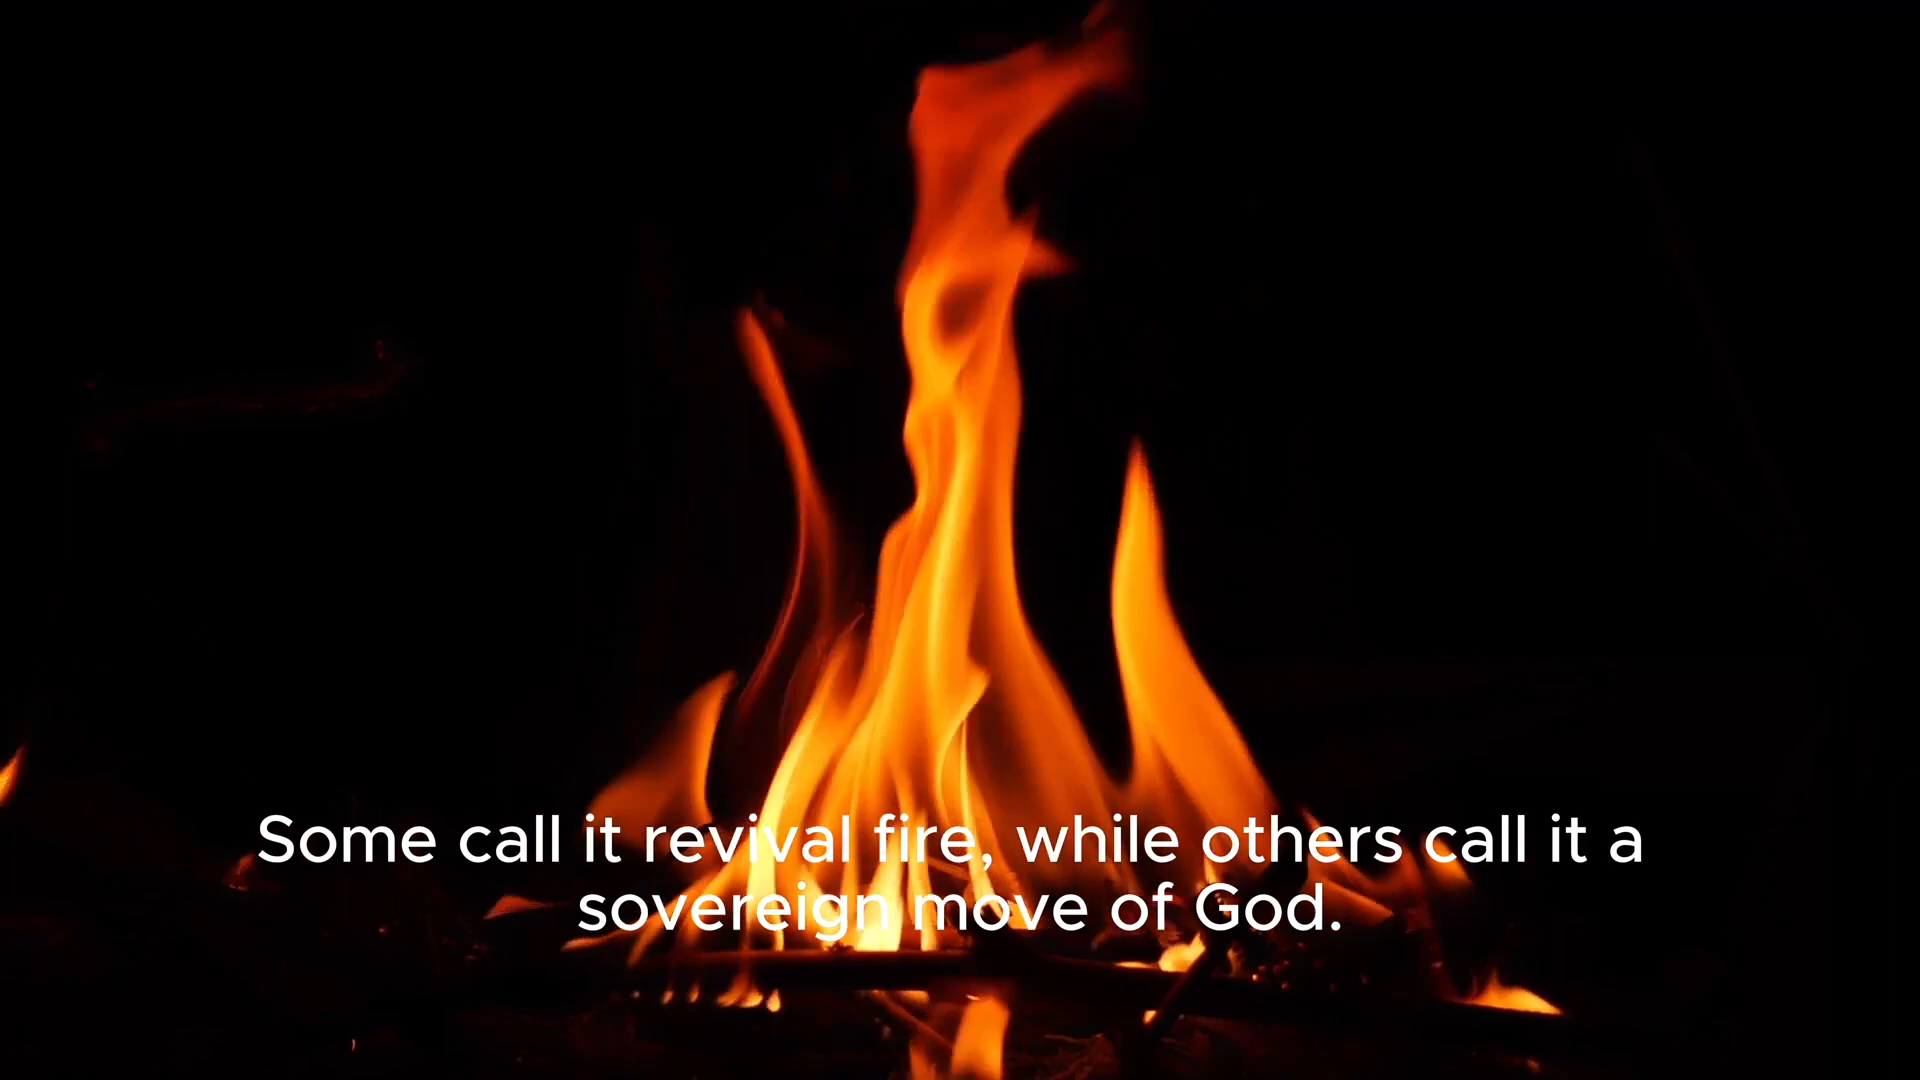 Some call it revival fire, while others call it a
sovereign move of God.